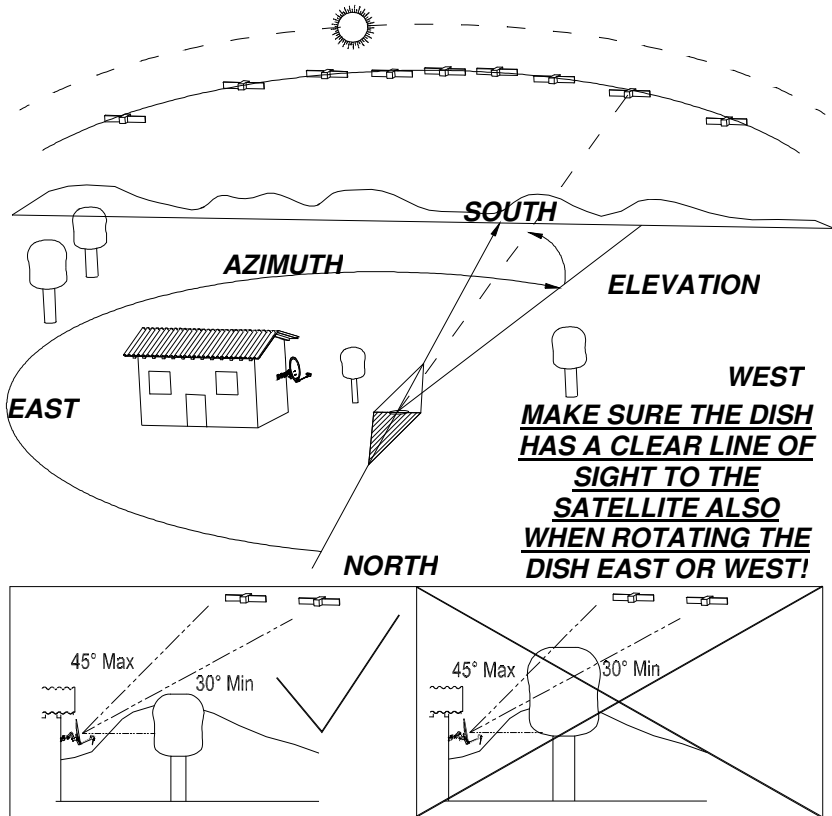 SOUTH
AZIMUTH
ELEVATION
WEST
EAST
MAKE SURE THE DISH
HAS A CLEAR LINE OF
SIGHT TO THE
SATELLITE ALSO
WHEN ROTATING THE
DISH EAST OR WEST!
NORTH
45° Max
30° Min
45° Max
30° Min